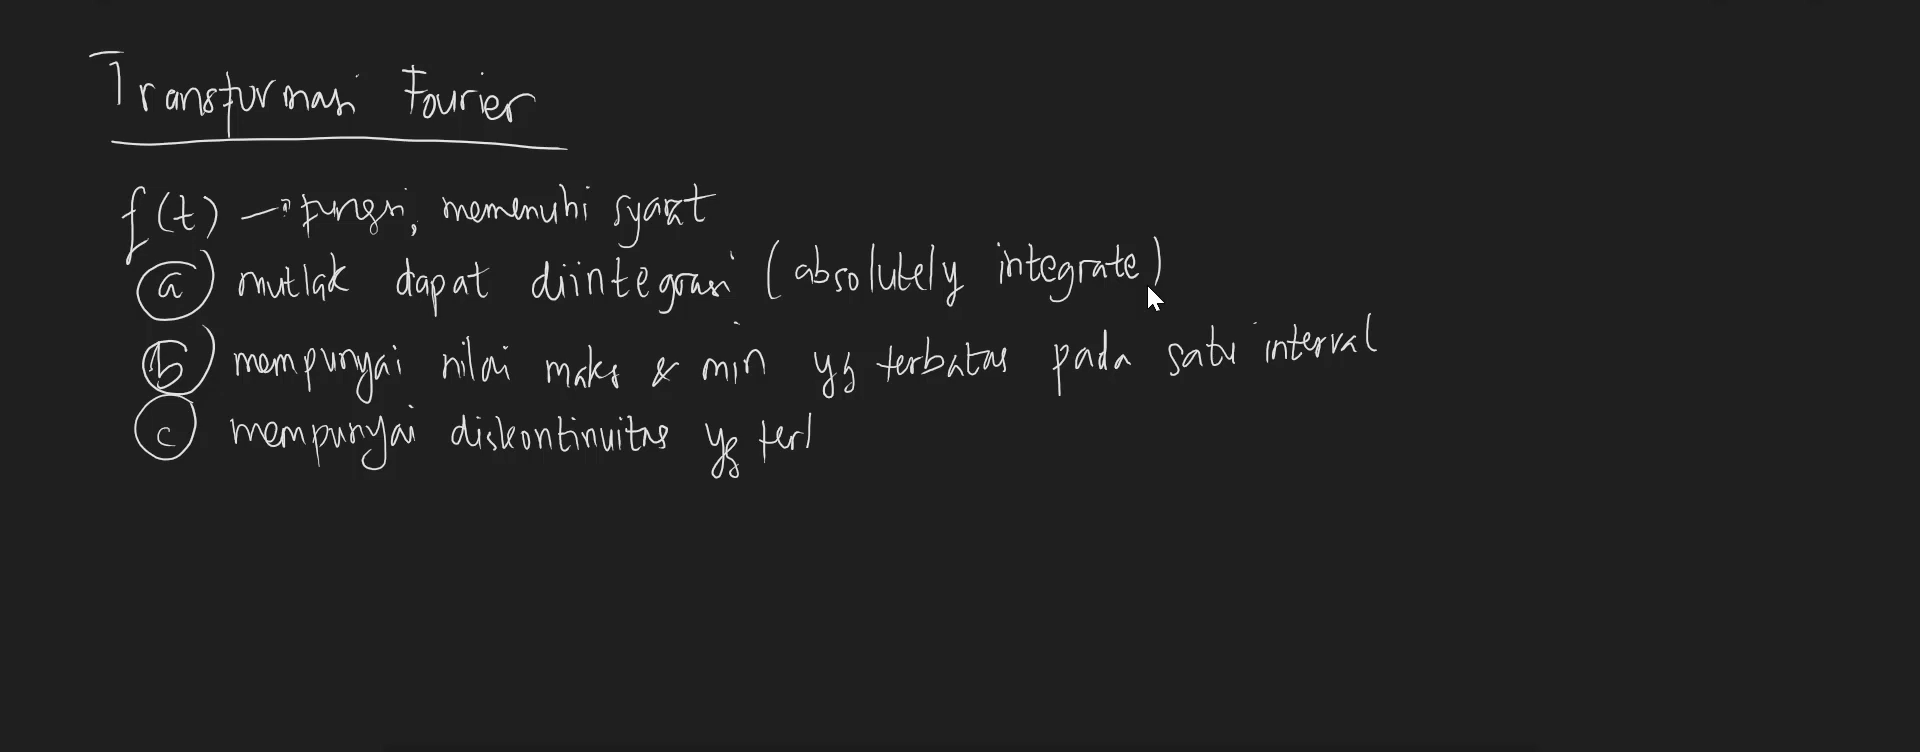 Transformasi Fourier
f(t) → fungsi, memenuhi syarat
(a) mutlak dapat diintegrasi (absolutely integrate)
(b) mempunyai nilai maks & min yg terbatas pada satu interval
(c) mempunyai diskontinuitas yg terl